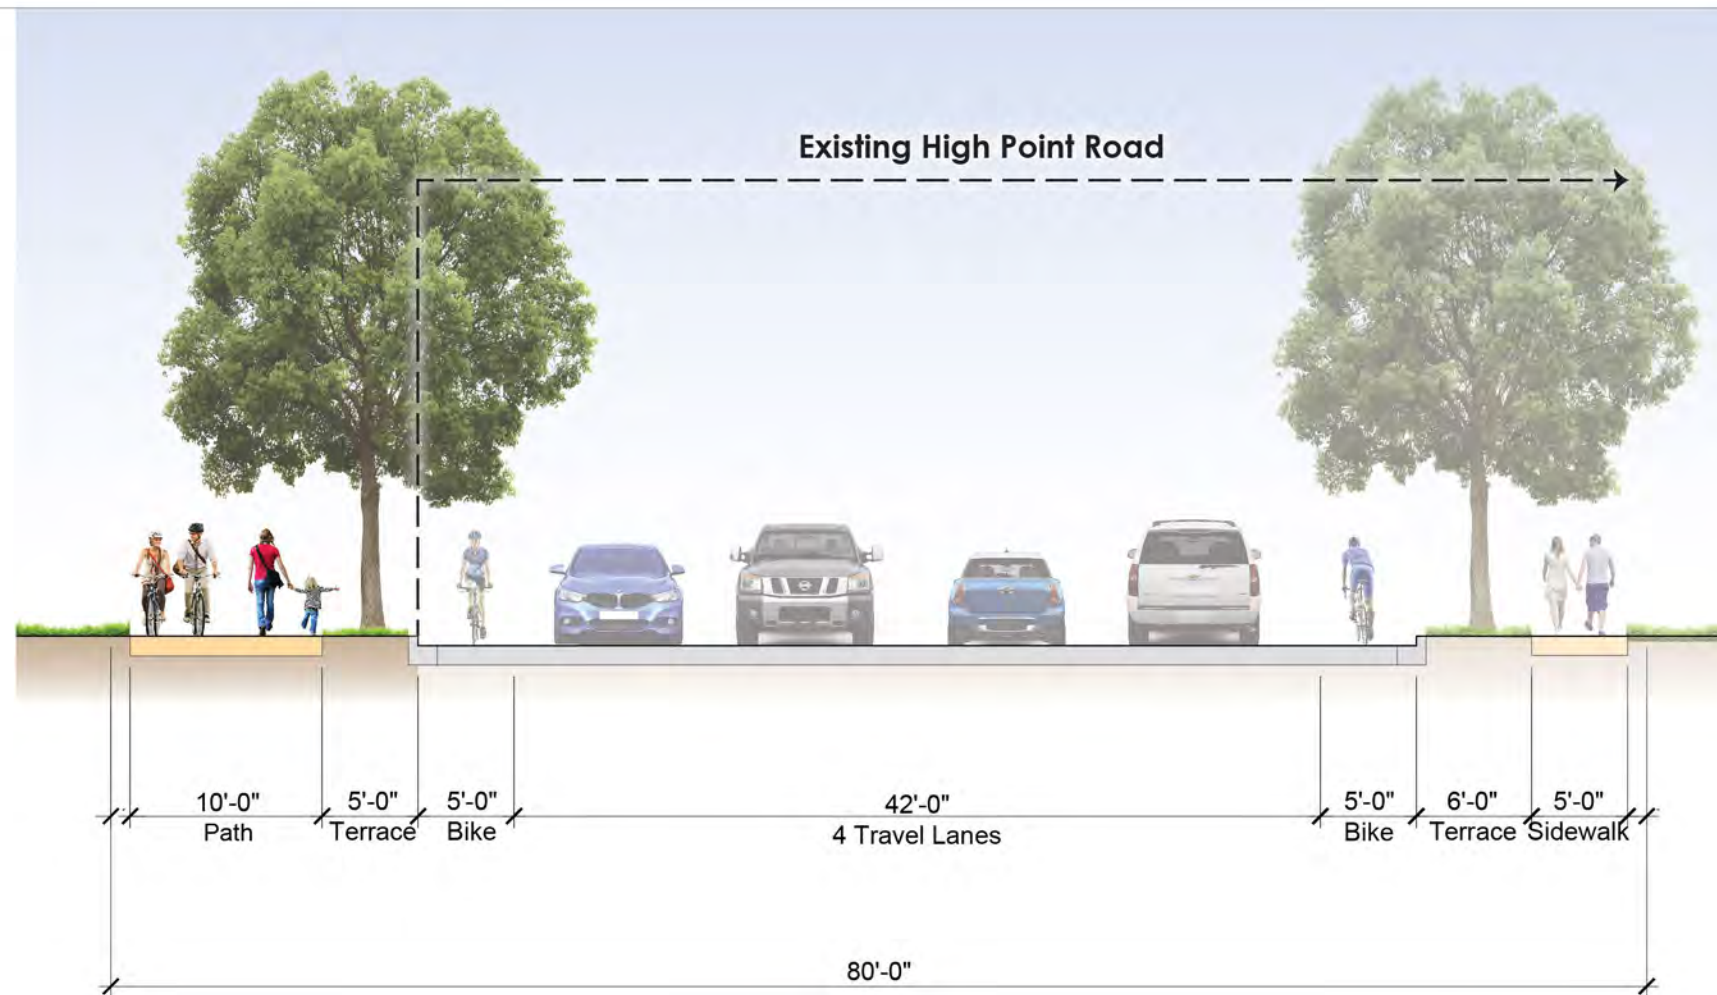 Existing High Point Road
10'-0" 5'-0" 5'-0" 42'-0" 5'-0" 6'-0" 5'-0"
Path Terrace Bike 4 Travel Lanes Bike Terrace Sidewalk
80'-0"